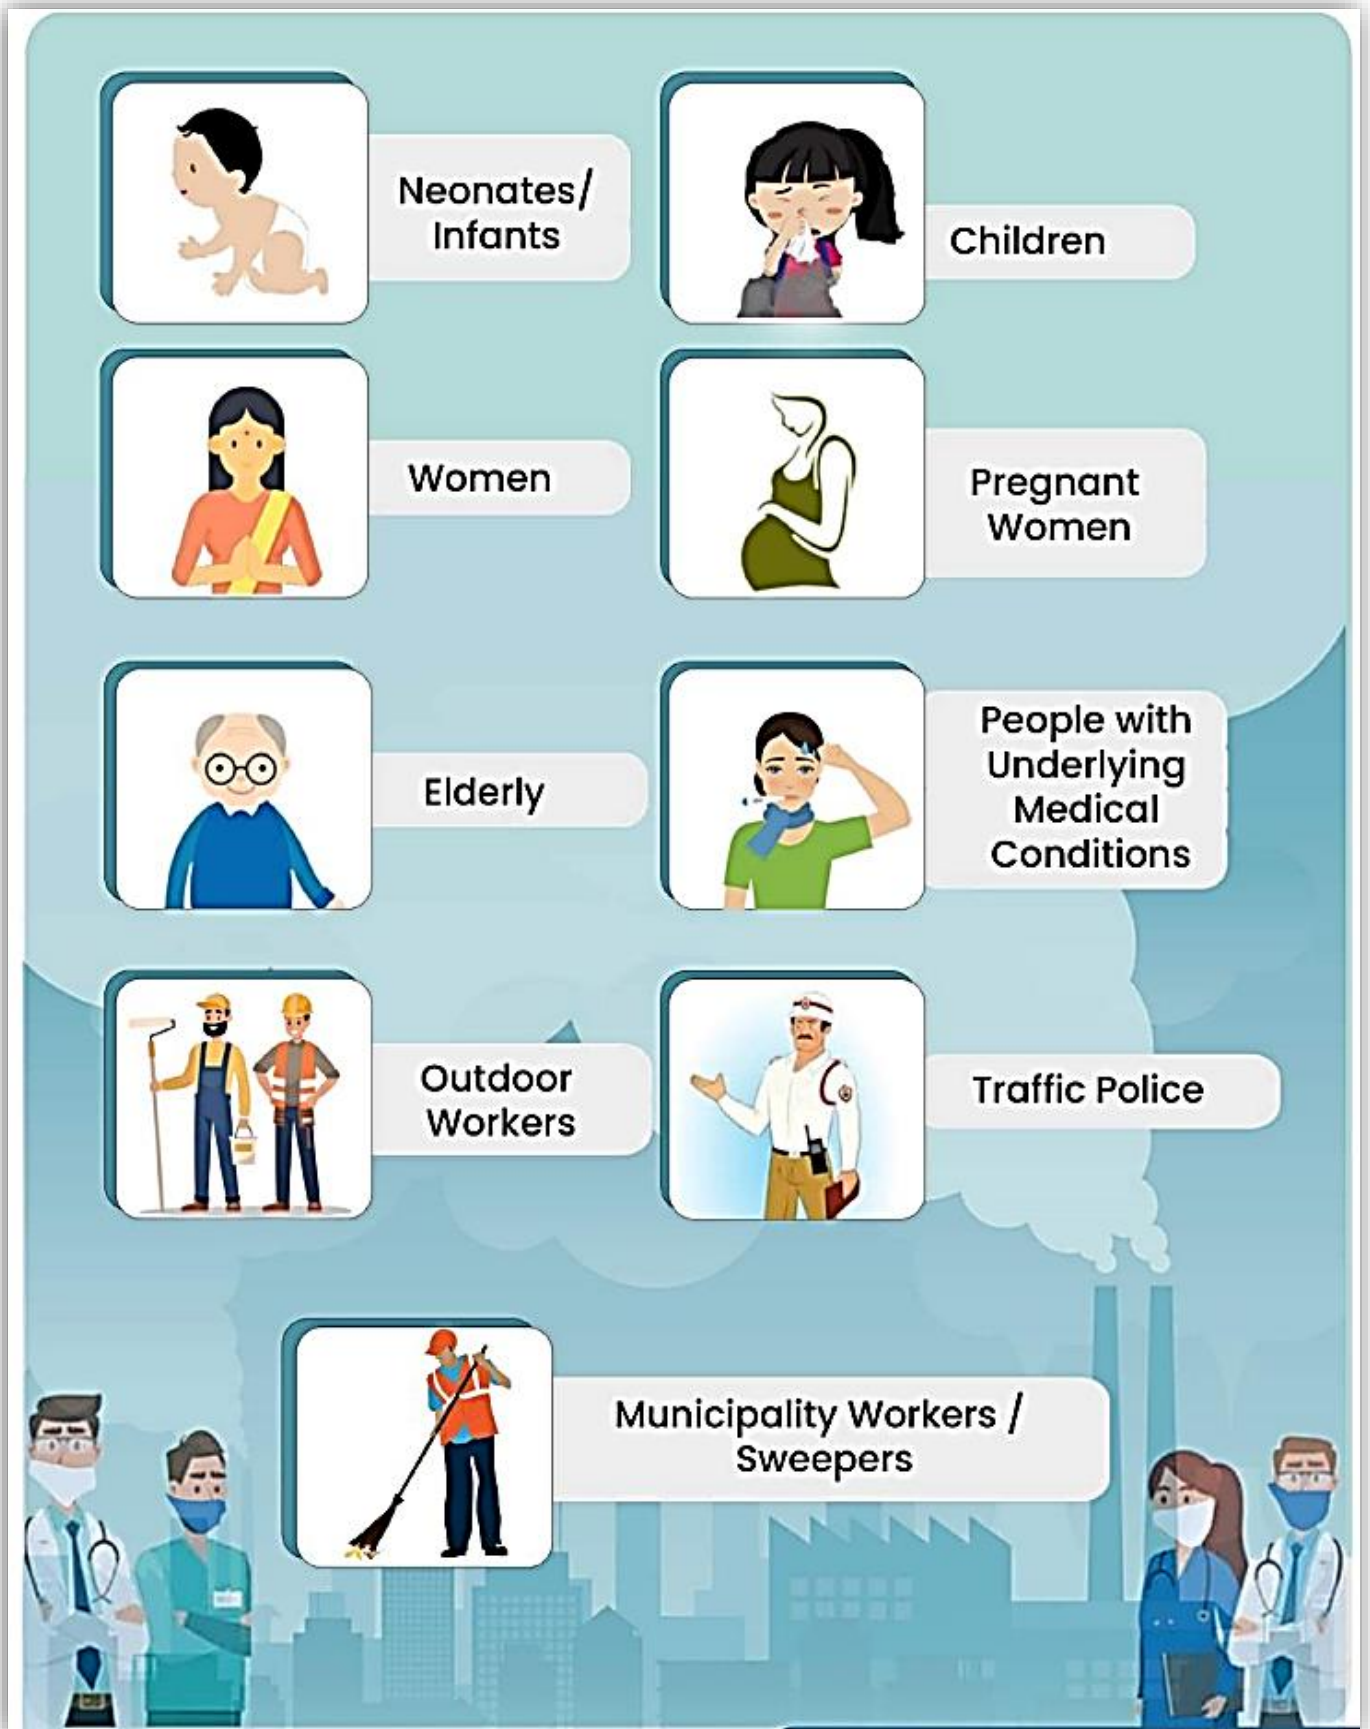 Neonates/
Infants
Children
Women
Pregnant
Women
Elderly
People with
Underlying
Medical
Conditions
Outdoor
Workers
Traffic Police
Municipality Workers /
Sweepers